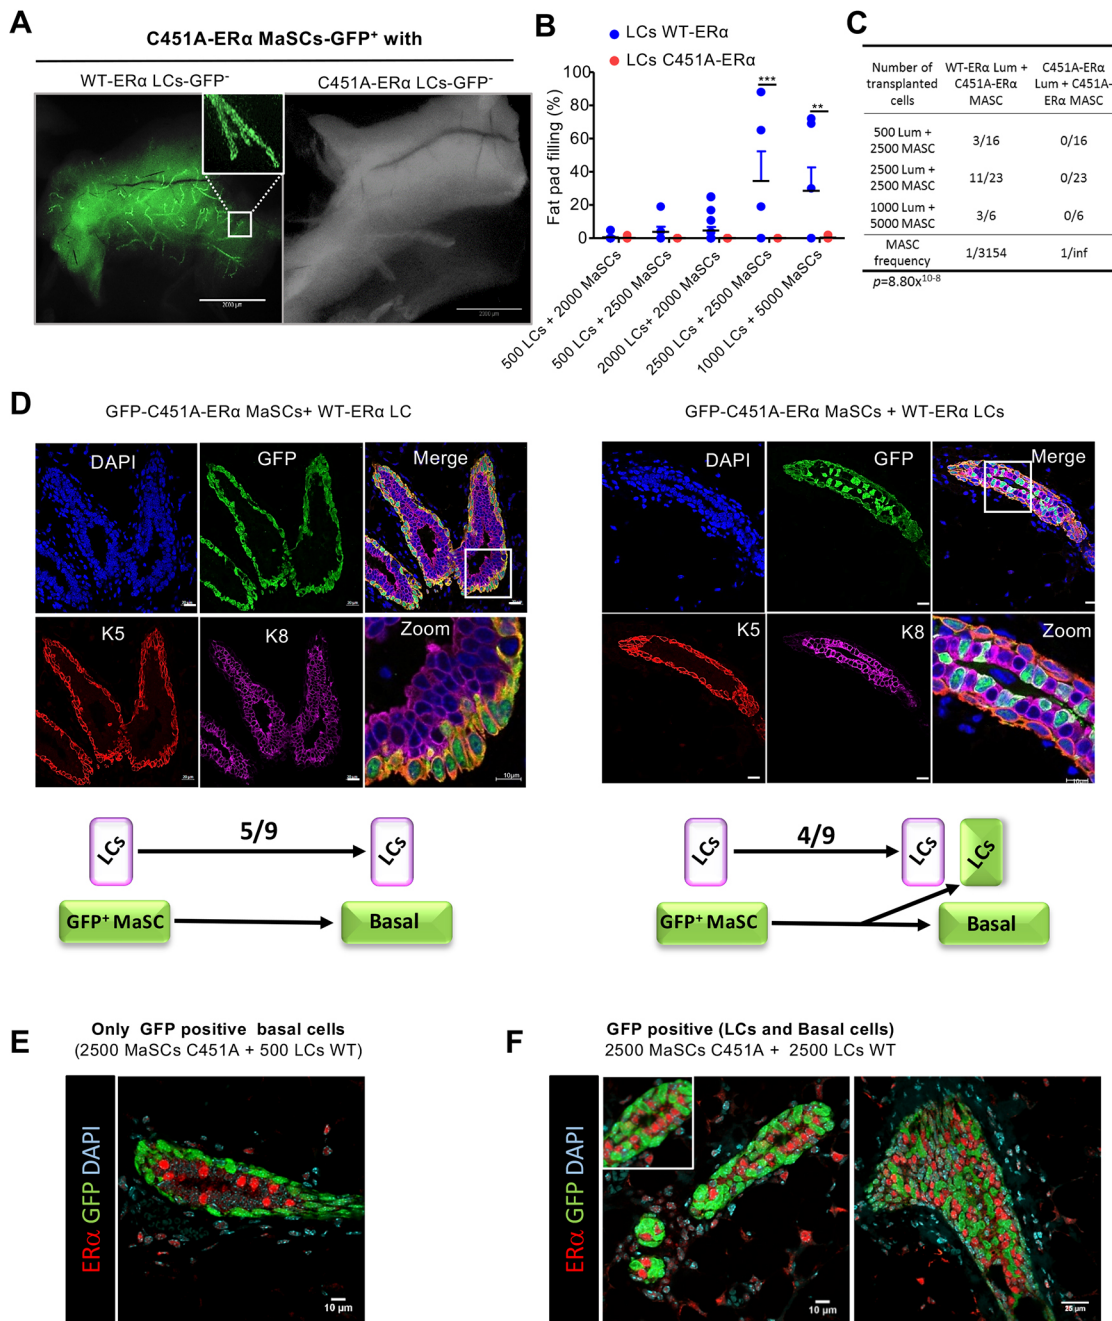 A
C451A-ERα MaSCs-GFP⁺ with
WT-ERα LCs-GFP⁻
C451A-ERα LCs-GFP⁻
2000 µm
2000 µm
B
LCs WT-ERα
LCs C451A-ERα
Fat pad filling (%)
100
80
60
40
20
0
***
**
500 LCs + 2000 MaSCs
500 LCs + 2500 MaSCs
2000 LCs+ 2000 MaSCs
2500 LCs + 2500 MaSCs
1000 LCs + 5000 MaSCs
C
Number of transplanted cells
WT-ERα Lum + C451A-ERα MASC
C451A-ERα Lum + C451A-ERα MASC
500 Lum + 2500 MASC
3/16
0/16
2500 Lum + 2500 MASC
11/23
0/23
1000 Lum + 5000 MASC
3/6
0/6
MASC frequency
1/3154
1/inf
p=8.80x10-8
D
GFP-C451A-ERα MaSCs+ WT-ERα LC
DAPI
GFP
Merge
K5
K8
Zoom
10µm
GFP-C451A-ERα MaSCs + WT-ERα LCs
DAPI
GFP
Merge
K5
K8
Zoom
10µm
LCs
5/9
LCs
GFP⁺ MaSC
Basal
LCs
4/9
LCs
LCs
GFP⁺ MaSC
Basal
E
Only GFP positive basal cells
(2500 MaSCs C451A + 500 LCs WT)
ERα GFP DAPI
10 µm
F
GFP positive (LCs and Basal cells)
2500 MaSCs C451A + 2500 LCs WT
ERα GFP DAPI
10 µm
25 µm